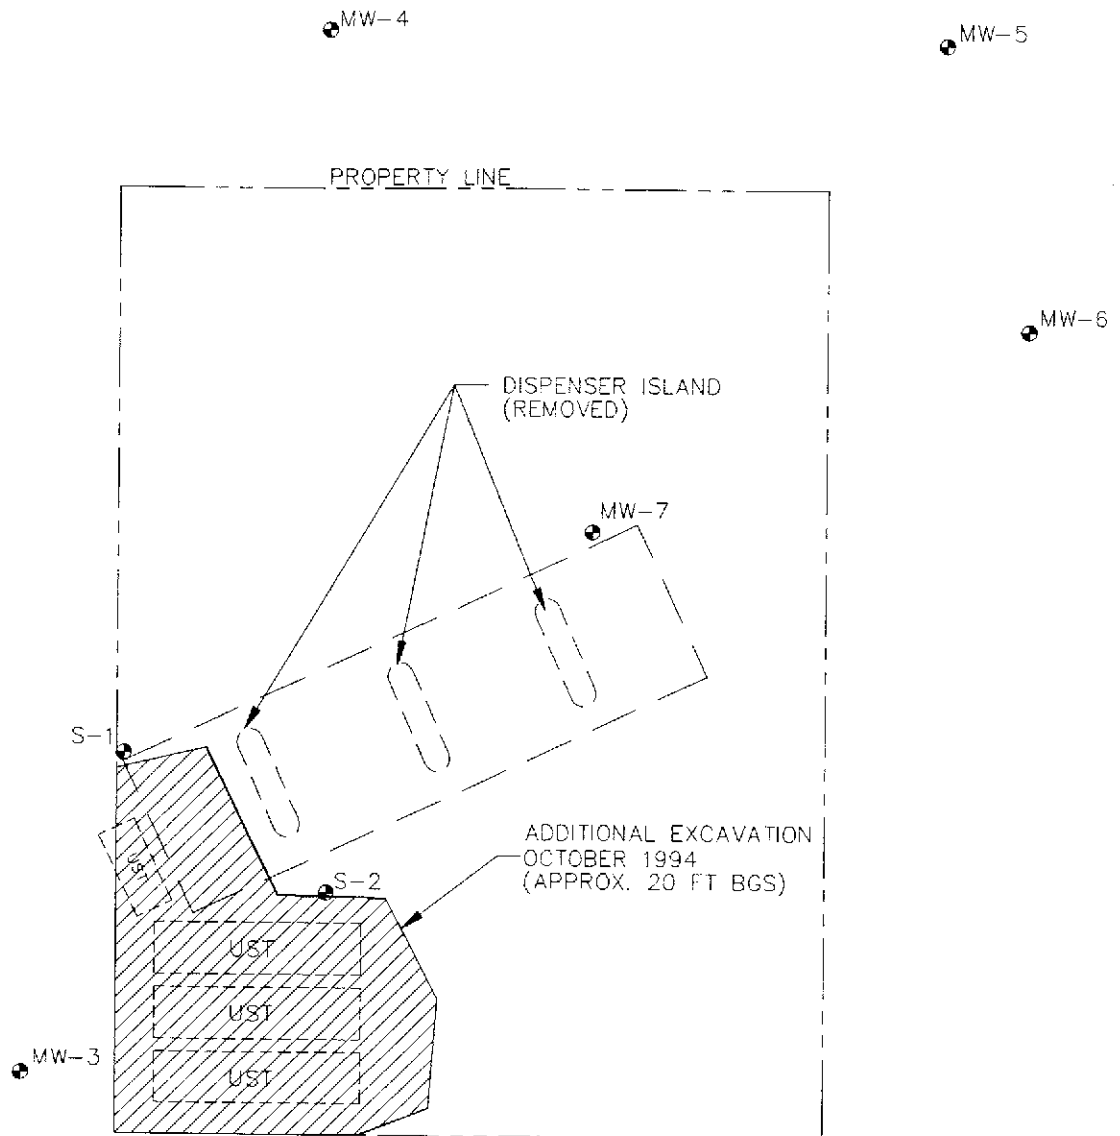 MW-4
MW-5
PROPERTY LINE
MW-6
DISPENSER ISLAND
(REMOVED)
MW-7
S-1
ADDITIONAL EXCAVATION
OCTOBER 1994
(APPROX. 20 FT BGS)
UST
S-2
UST
UST
MW-3
UST